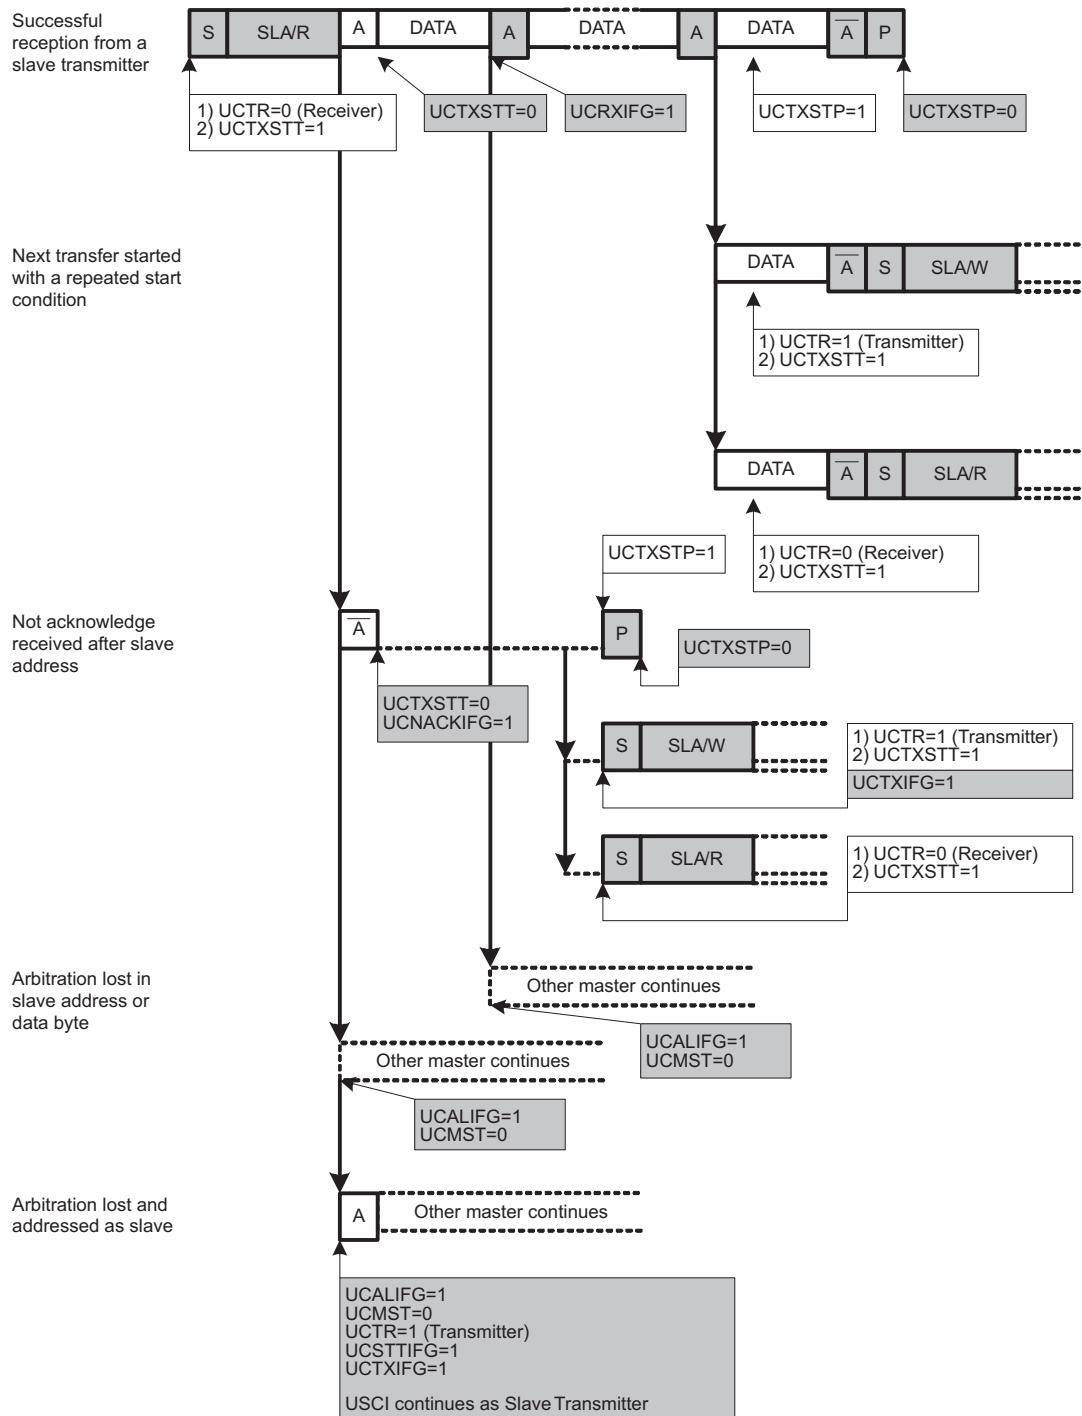 Successful
reception from a
slave transmitter
S SLA/R A DATA A DATA A DATA A P
1) UCTR=0 (Receiver)
2) UCTXSTT=1
UCTXSTT=0
UCRXIFG=1
UCTXSTP=1
UCTXSTP=0
Next transfer started
with a repeated start
condition
DATA A S SLA/W
1) UCTR=1 (Transmitter)
2) UCTXSTT=1
DATA A S SLA/R
1) UCTR=0 (Receiver)
2) UCTXSTT=1
UCTXSTP=1
Not acknowledge
received after slave
address
A
P
UCTXSTP=0
UCTXSTT=0
UCNACKIFG=1
S SLA/W
1) UCTR=1 (Transmitter)
2) UCTXSTT=1
UCTXIFG=1
S SLA/R
1) UCTR=0 (Receiver)
2) UCTXSTT=1
Arbitration lost in
slave address or
data byte
Other master continues
UCALIFG=1
UCMST=0
Other master continues
UCALIFG=1
UCMST=0
Arbitration lost and
addressed as slave
A Other master continues
UCALIFG=1
UCMST=0
UCTR=1 (Transmitter)
UCSTTIFG=1
UCTXIFG=1
USCI continues as Slave Transmitter